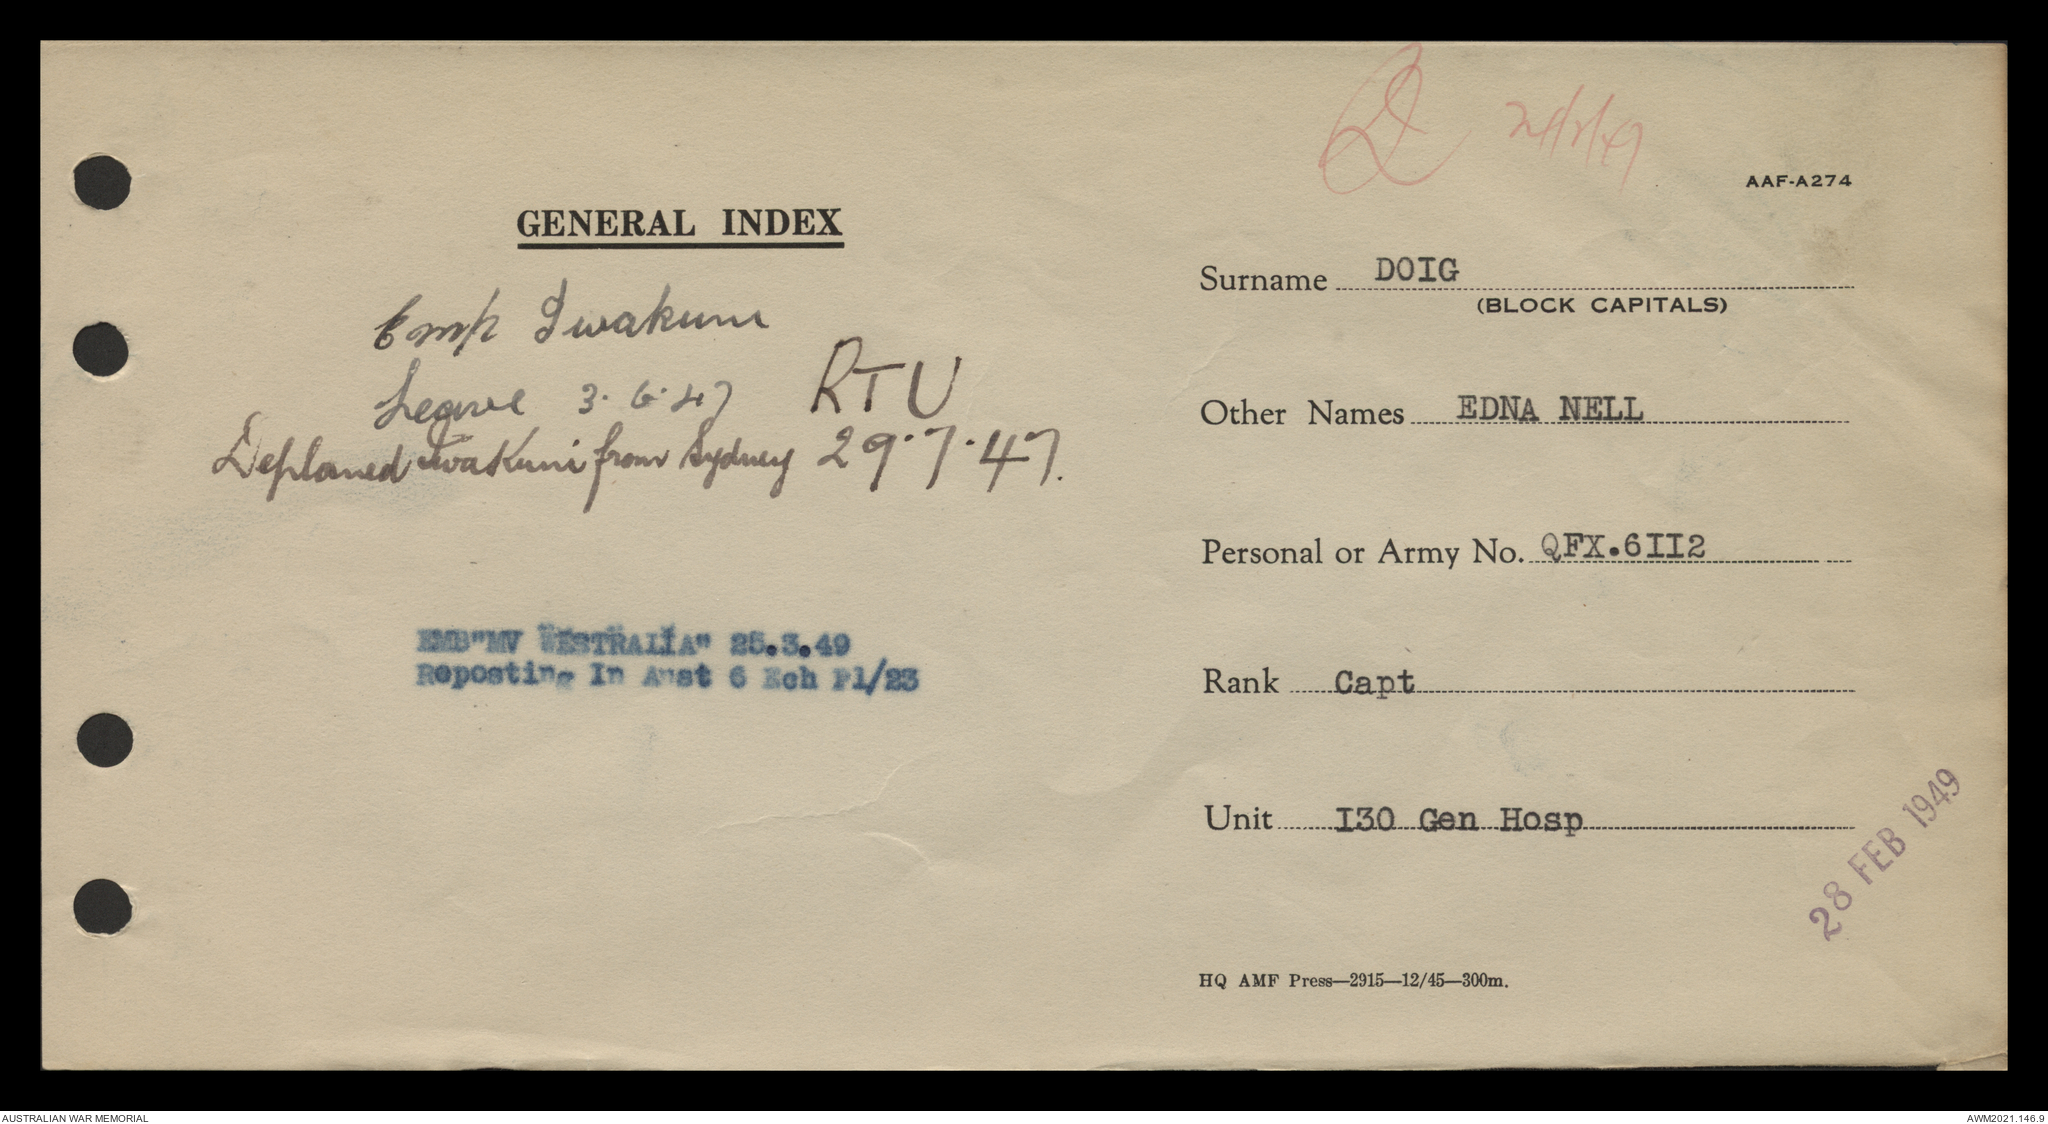 AAF-A274
GENERAL INDEX
Emp Iwakuni
Leave 3.6.47 RTU
Deplaned Iwakuni from Sydney 29.7.47.
EMB"MV WESTRALIA" 25.3.49
Reposting In Aust 6 Ech P1/23
Surname DOIG
(BLOCK CAPITALS)
Other Names EDNA NELL
Personal or Army No. QFX.6II2
Rank Capt
Unit I30 Gen Hosp
28 FEB 1949
HQ AMF Press—2915—12/45—300m.
AUSTRALIAN WAR MEMORIAL
AWM2021.146.9